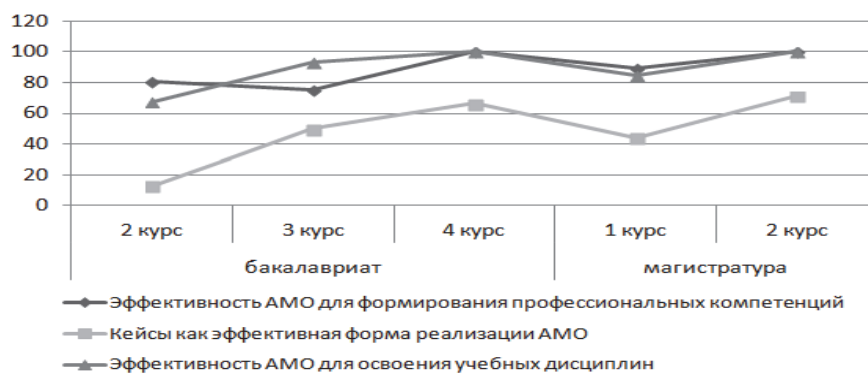 120
100
80
60
40
20
0
2 курс 3 курс 4 курс 1 курс 2 курс
бакалавриат магистратура
Эффективность АМО для формирования профессиональных компетенций
Кейсы как эффективная форма реализации АМО
Эффективность АМО для освоения учебных дисциплин